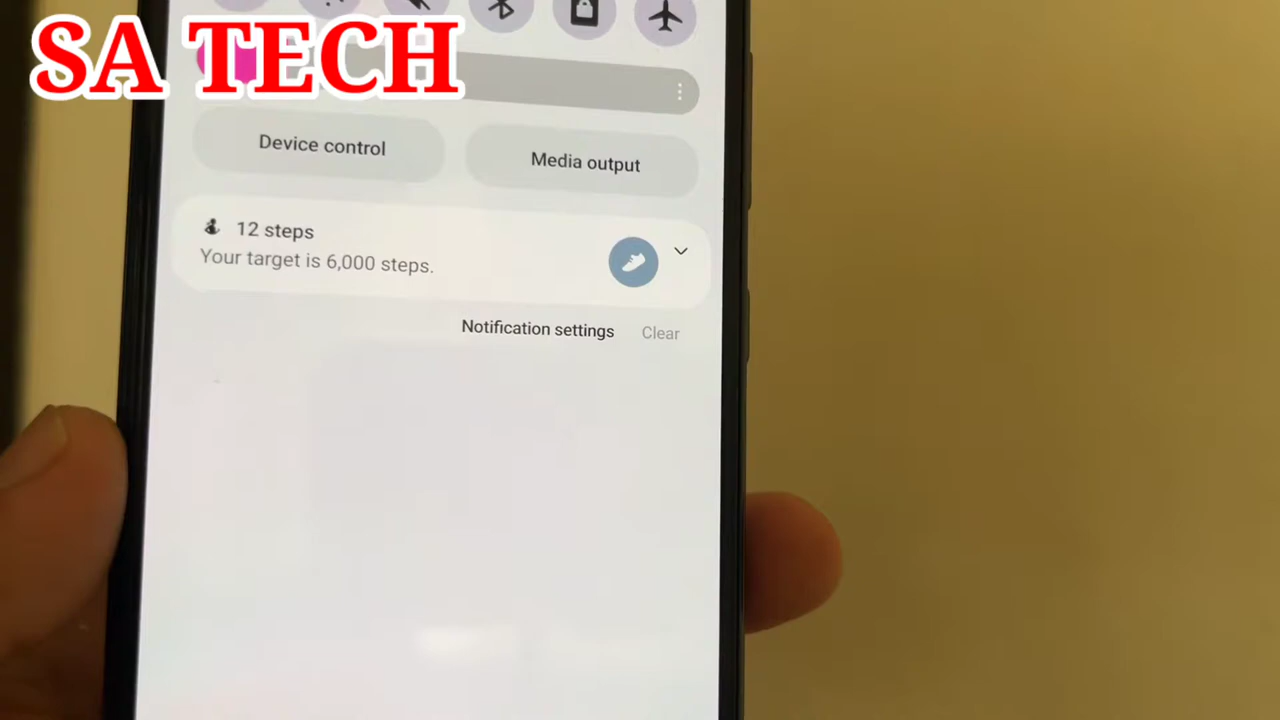 SA TECH
Device control
Media output
12 steps
Your target is 6,000 steps.
Notification settings
Clear